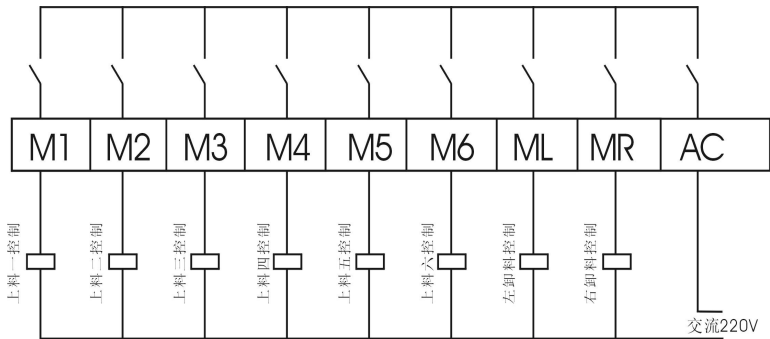 M1 M2 M3 M4 M5 M6 ML MR AC
上料一控制
上料二控制
上料三控制
上料四控制
上料五控制
上料六控制
左卸料控制
右卸料控制
交流220V